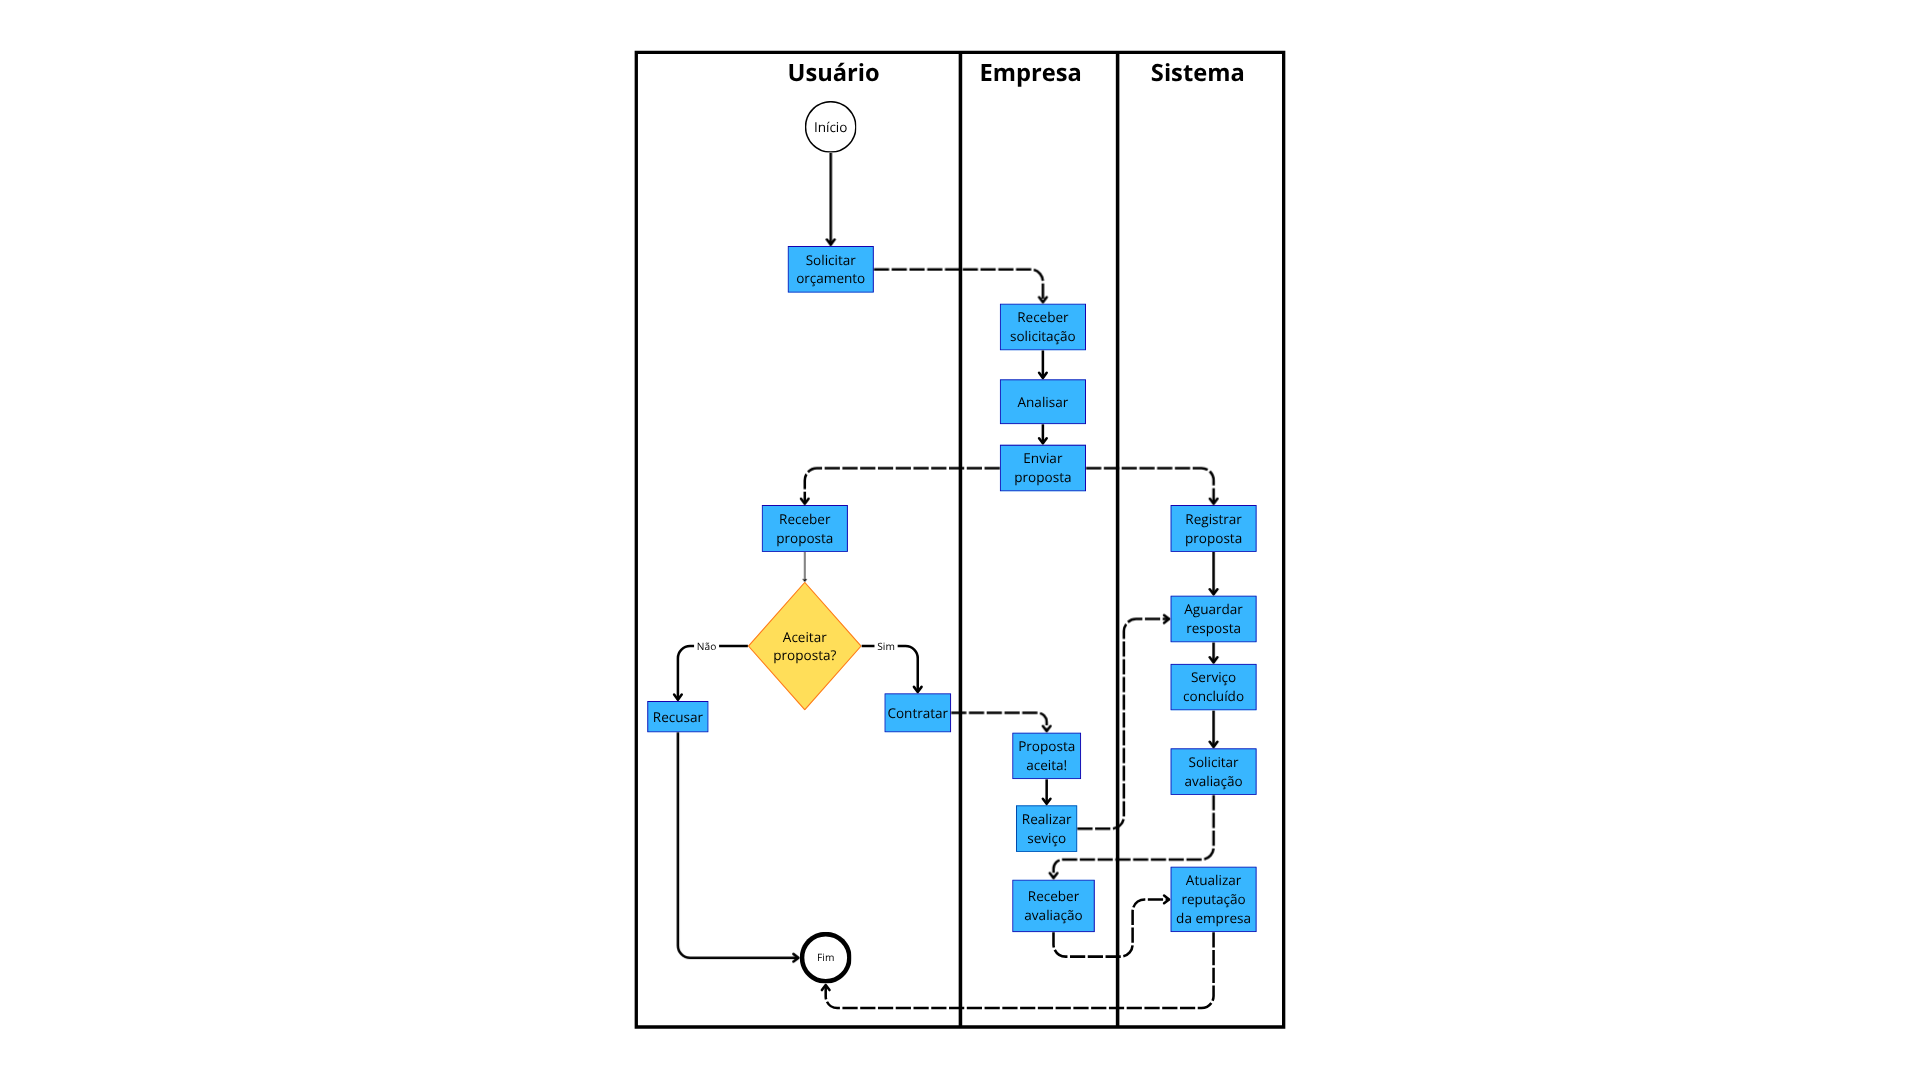 Usuário
Empresa
Sistema
Início
Solicitar
orçamento
Receber
solicitação
Analisar
Enviar
proposta
Receber
proposta
Registrar
proposta
Aceitar
proposta?
Não
Sim
Aguardar
resposta
Serviço
concluído
Recusar
Contratar
Proposta
aceita!
Solicitar
avaliação
Realizar
seviço
Receber
avaliação
Atualizar
reputação
da empresa
Fim